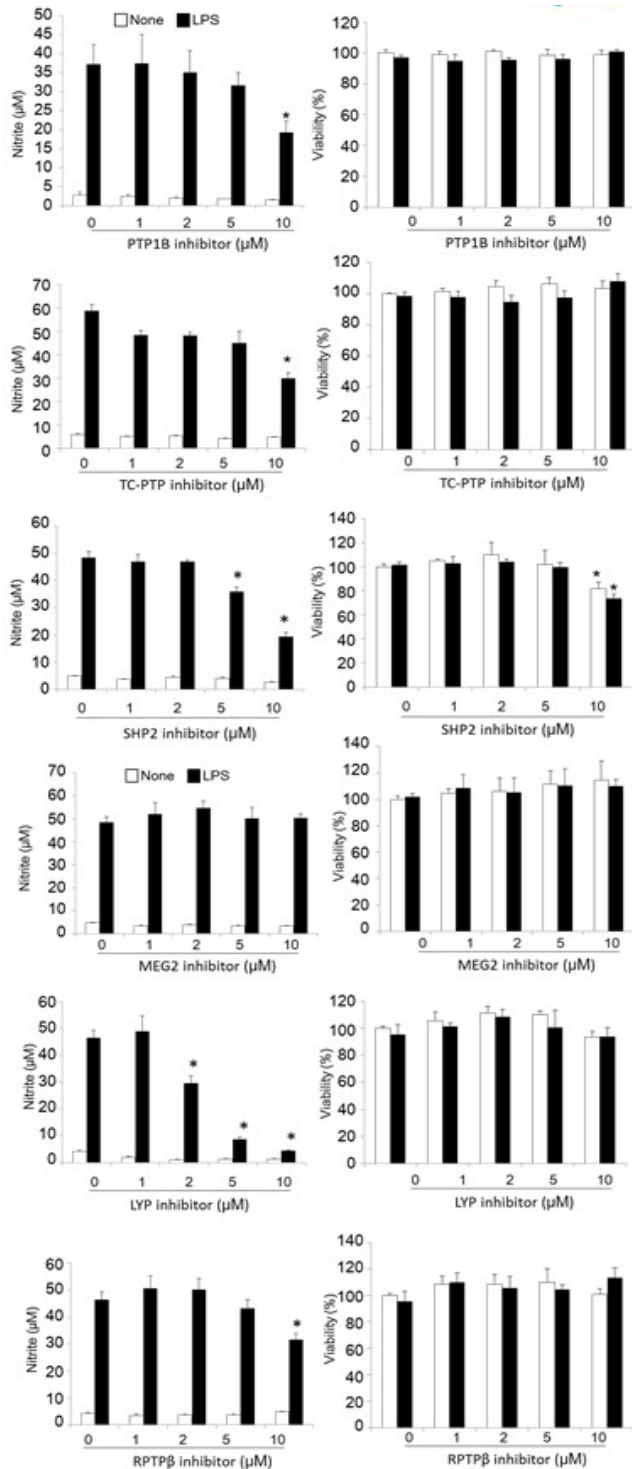 None LPS
Nitrite (µM)
45
40
35
30
25
20
15
10
5
0
*
0 1 2 5 10
PTP1B inhibitor (µM)
Viability (%)
120
100
80
60
40
20
0
0 1 2 5 10
PTP1B inhibitor (µM)
Nitrite (µM)
70
60
50
40
30
20
10
0
*
0 1 2 5 10
TC-PTP inhibitor (µM)
Viability (%)
120
100
80
60
40
20
0
0 1 2 5 10
TC-PTP inhibitor (µM)
Nitrite (µM)
60
50
40
30
20
10
0
* *
0 1 2 5 10
SHP2 inhibitor (µM)
Viability (%)
140
120
100
80
60
40
20
0
* *
0 1 2 5 10
SHP2 inhibitor (µM)
None LPS
Nitrite (µM)
70
60
50
40
30
20
10
0
0 1 2 5 10
MEG2 inhibitor (µM)
Viability (%)
140
120
100
80
60
40
20
0
0 1 2 5 10
MEG2 inhibitor (µM)
Nitrite (µM)
60
50
40
30
20
10
0
* * *
0 1 2 5 10
LYP inhibitor (µM)
Viability (%)
120
100
80
60
40
20
0
0 1 2 5 10
LYP inhibitor (µM)
Nitrite (µM)
60
50
40
30
20
10
0
*
0 1 2 5 10
RPTPβ inhibitor (µM)
Viability (%)
140
120
100
80
60
40
20
0
0 1 2 5 10
RPTPβ inhibitor (µM)